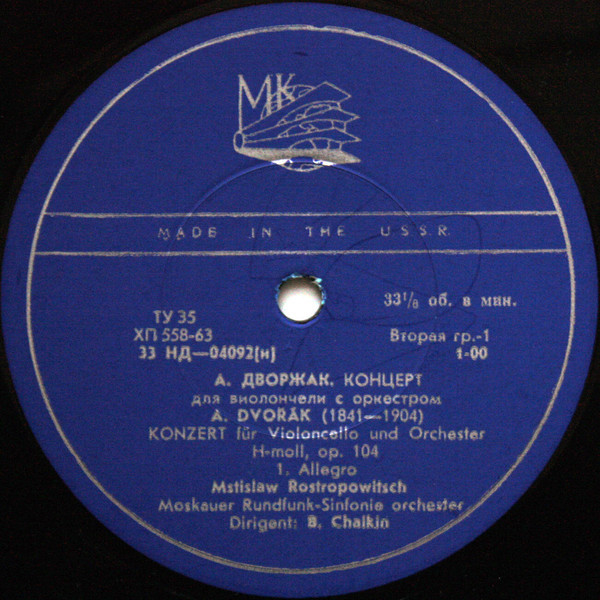 МК
MADE IN THE U.S.S.R.
33⅓ об. в мин.
ТУ 35
ХП 558-63
Вторая гр.-1
33 НД—04092(н)
1-00
А. ДВОРЖАК. КОНЦЕРТ
для виолончели с оркестром
A. DVOŘÁK (1841—1904)
KONZERT für Violoncello und Orchester
H-moll, op. 104
1. Allegro
Mstislaw Rostropowitsch
Moskauer Rundfunk-Sinfonie orchester
Dirigent: B. Chaikin